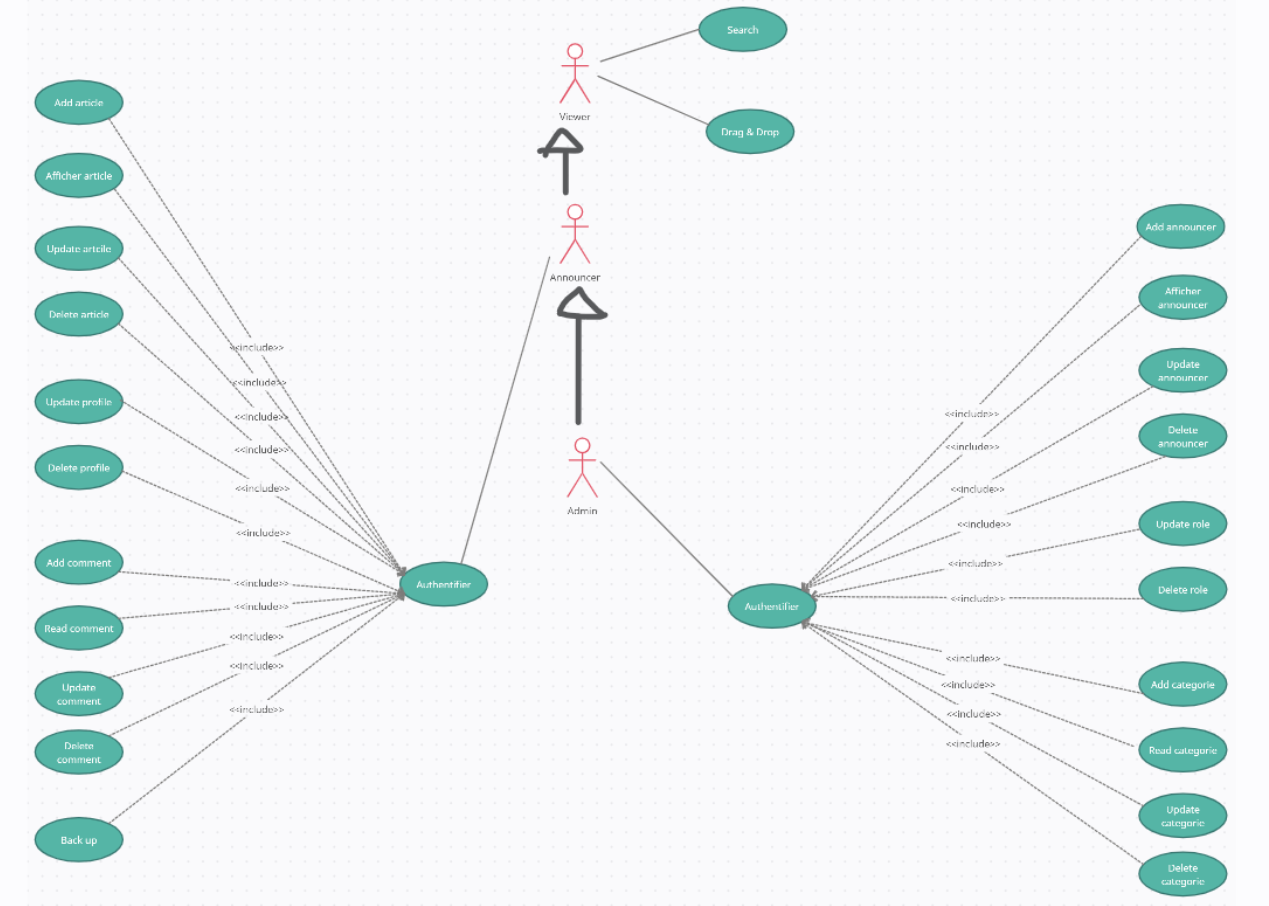 Search
Viewer
Drag & Drop
Add article
Afficher article
Update artcile
Delete article
Update profile
Delete profile
Add comment
Read comment
Update
comment
Delete
comment
Back up
<<include>>
<<include>>
<<include>>
<<include>>
<<include>>
<<include>>
<<include>>
<<include>>
<<include>>
<<include>>
<<include>>
Authentifier
Announcer
Admin
Authentifier
<<include>>
<<include>>
<<include>>
<<include>>
<<include>>
<<include>>
<<include>>
<<include>>
<<include>>
<<include>>
Add announcer
Afficher
announcer
Update
announcer
Delete
announcer
Update role
Delete role
Add categorie
Read categorie
Update
categorie
Delete
categorie